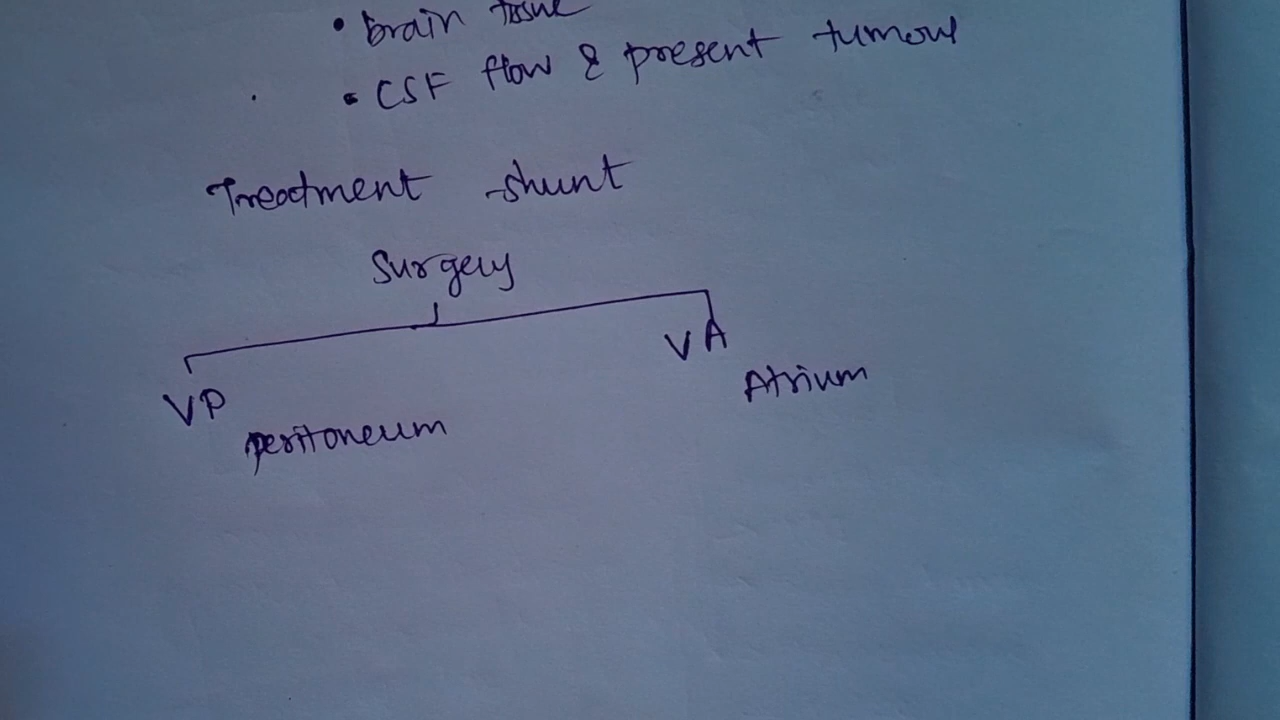 • brain tissue
• CSF flow & present tumour
Treatment - shunt
Surgery
VP
VA
peritoneum
Atrium